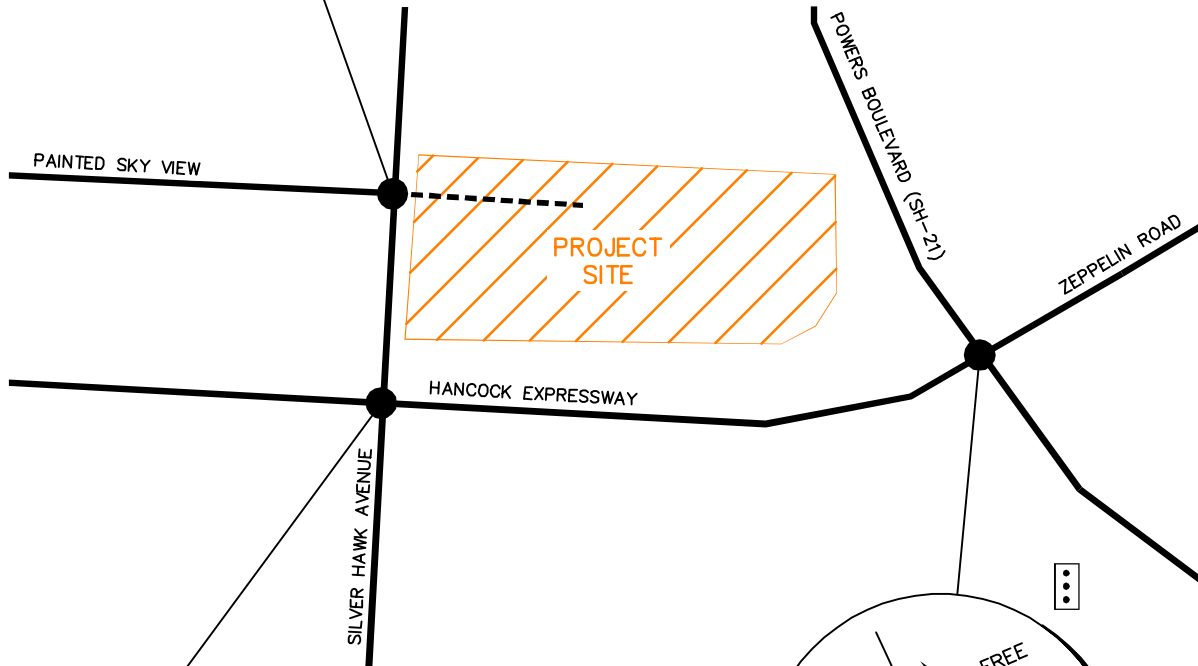 POWERS BOULEVARD (SH-21)
PAINTED SKY VIEW
ZEPPELIN ROAD
PROJECT
SITE
HANCOCK EXPRESSWAY
SILVER HAWK AVENUE
FREE